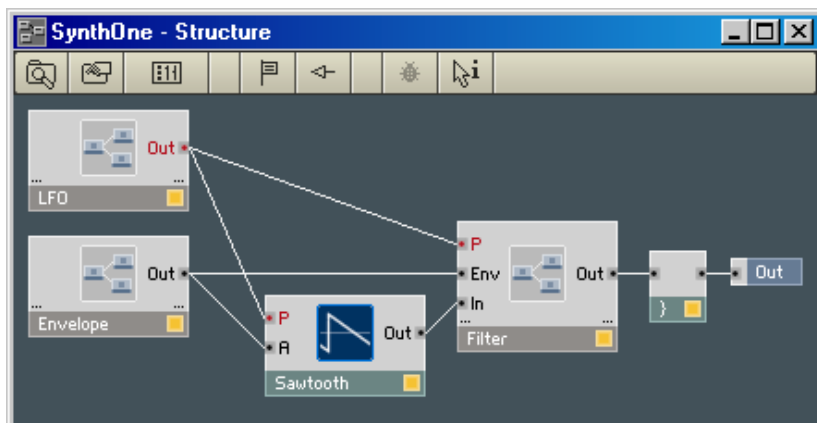 SynthOne - Structure
i
Out
...
...
LFO
Out
...
...
Envelope
P
A
Out
Sawtooth
P
Env
In
Out
...
...
Filter
}
Out